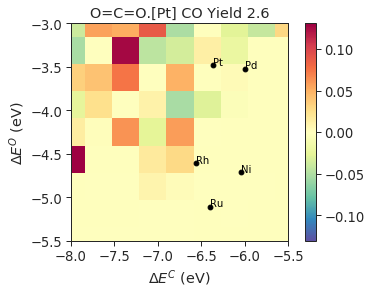 O=C=O.[Pt] CO Yield 2.6
−3.0
−3.5
−4.0
−4.5
−5.0
−5.5
ΔE^O (eV)
Pt
Pd
Rh
Ni
Ru
−8.0 −7.5 −7.0 −6.5 −6.0 −5.5
ΔE^C (eV)
0.10
0.05
0.00
−0.05
−0.10